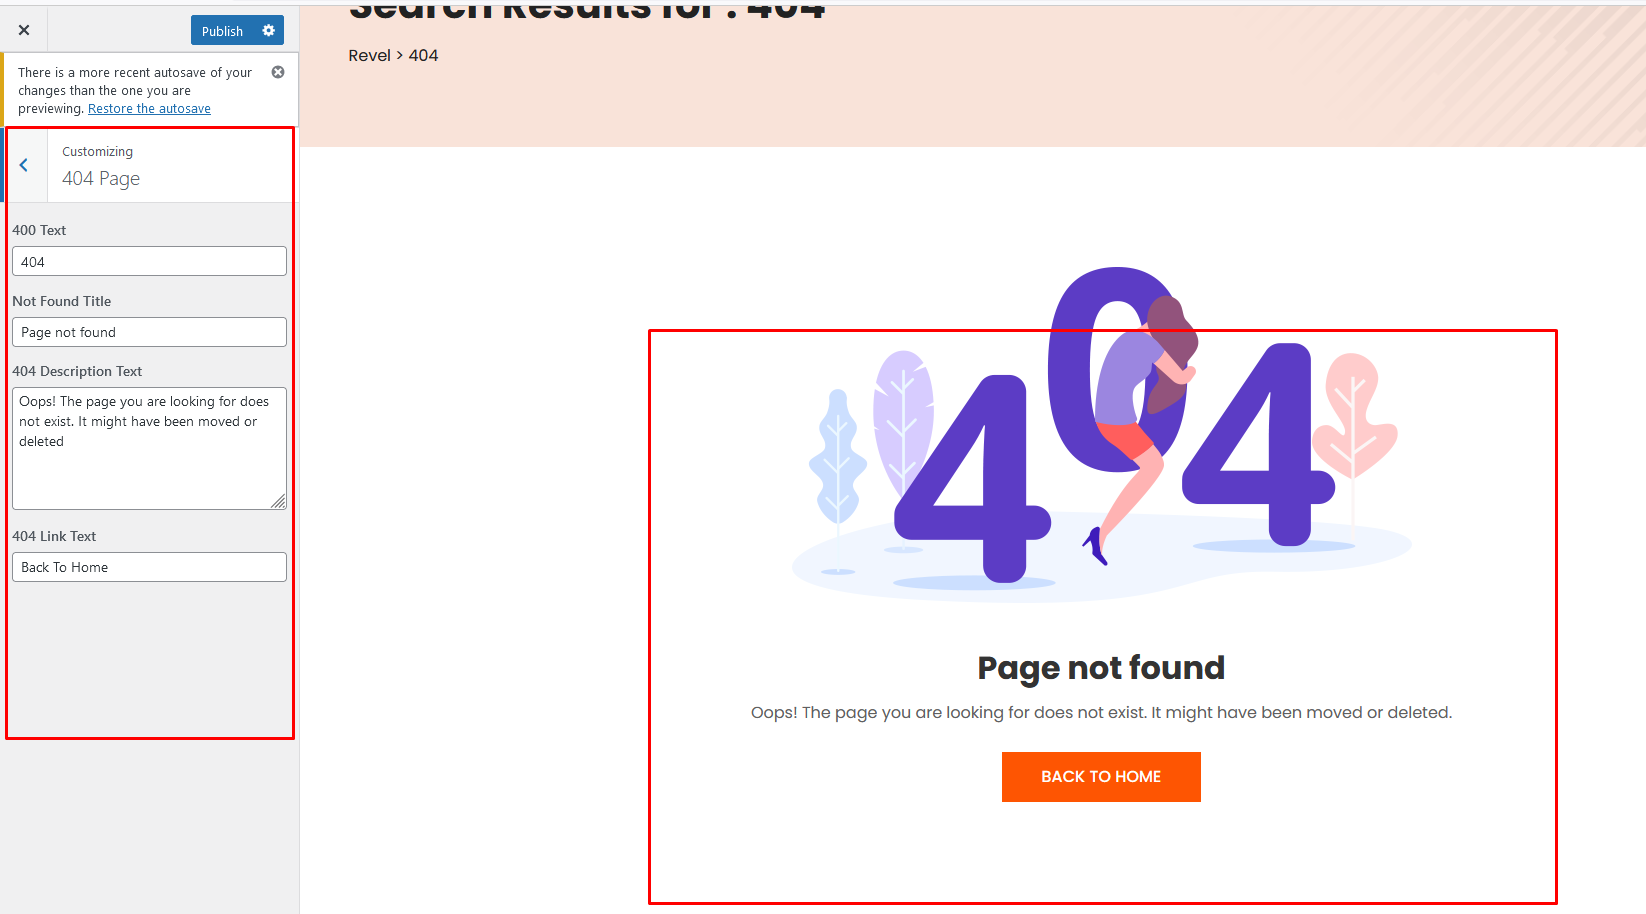 Publish
There is a more recent autosave of your
changes than the one you are
previewing. Restore the autosave
Customizing
404 Page
400 Text
404
Not Found Title
Page not found
404 Description Text
Oops! The page you are looking for does
not exist. It might have been moved or
deleted
404 Link Text
Back To Home
Search Results for : 404
Revel > 404
404
Page not found
Oops! The page you are looking for does not exist. It might have been moved or deleted.
BACK TO HOME